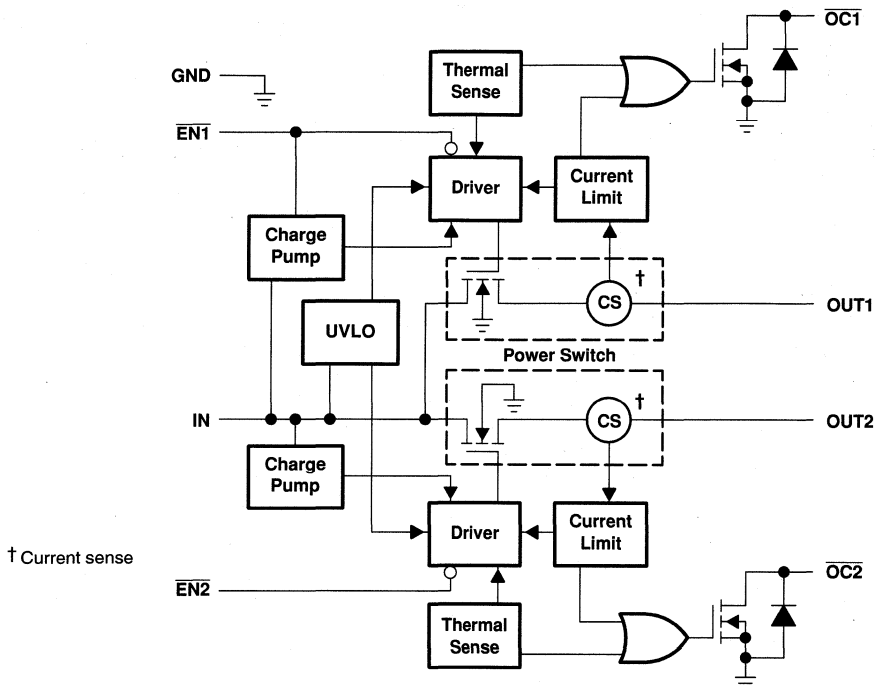 OC1
GND
Thermal
Sense
EN1
Driver
Current
Limit
Charge
Pump
†
CS
OUT1
UVLO
Power Switch
†
IN
CS
OUT2
Charge
Pump
Driver
Current
Limit
† Current sense
OC2
EN2
Thermal
Sense